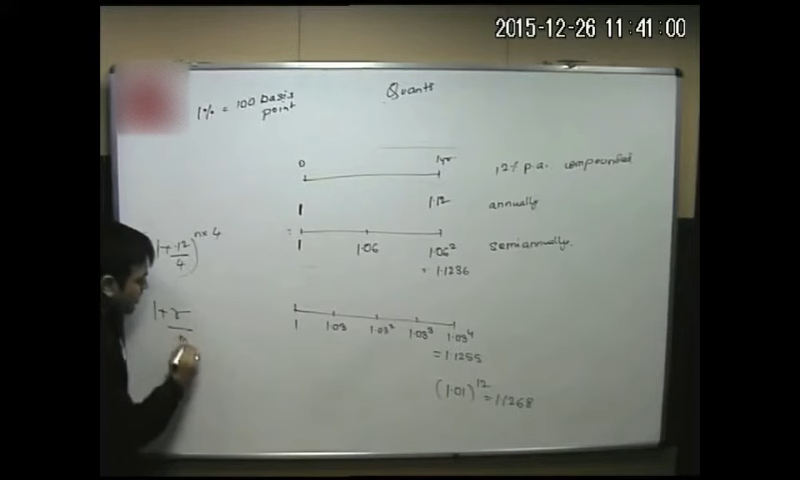 2015-12-26 11:41:00
Quants
1% = 100 basis
point
0 1yr
12% p.a. compounded
1 1.12 annually
1 1.06 1.06² semiannually.
= 1.1236
1+.12/4)^n×4
1+r/n
1 1.03 1.03² 1.03³ 1.03⁴
= 1.1255
(1.01)^12 = 1.1268